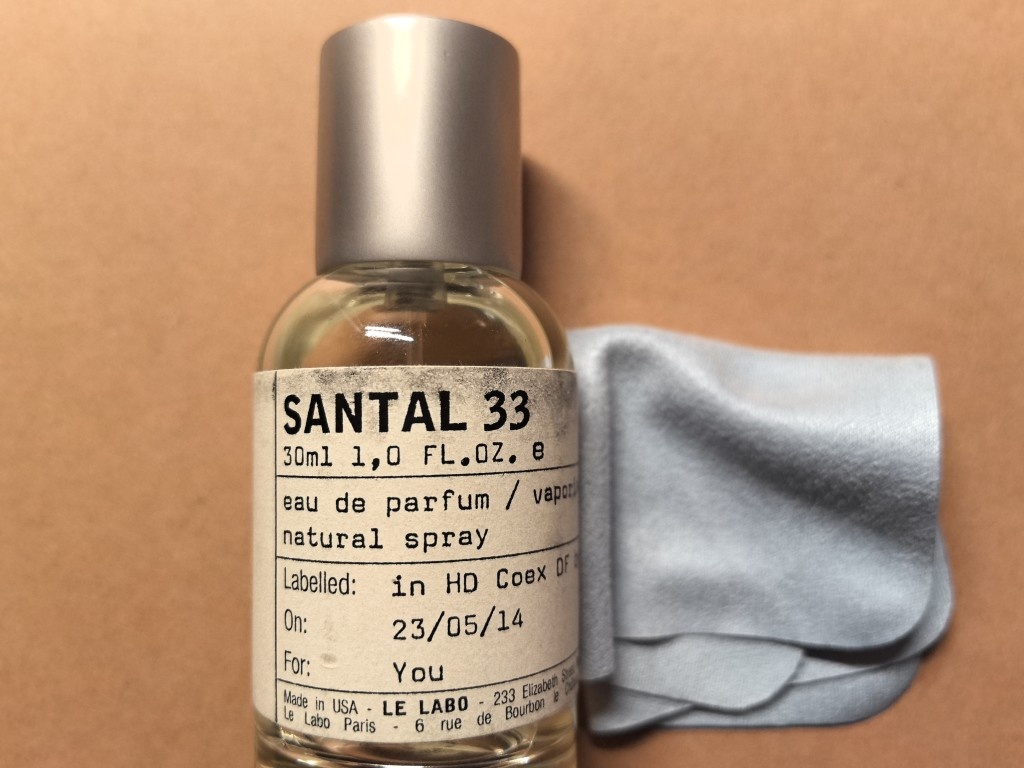 SANTAL 33
30ml 1,0 FL.OZ. e
eau de parfum /
natural spray
Labelled: in HD Coex DF
On: 23/05/14
For: You
Made in USA - LE LABO - 233 Elizabeth
Le Labo Paris - 6 rue de Bourbon le